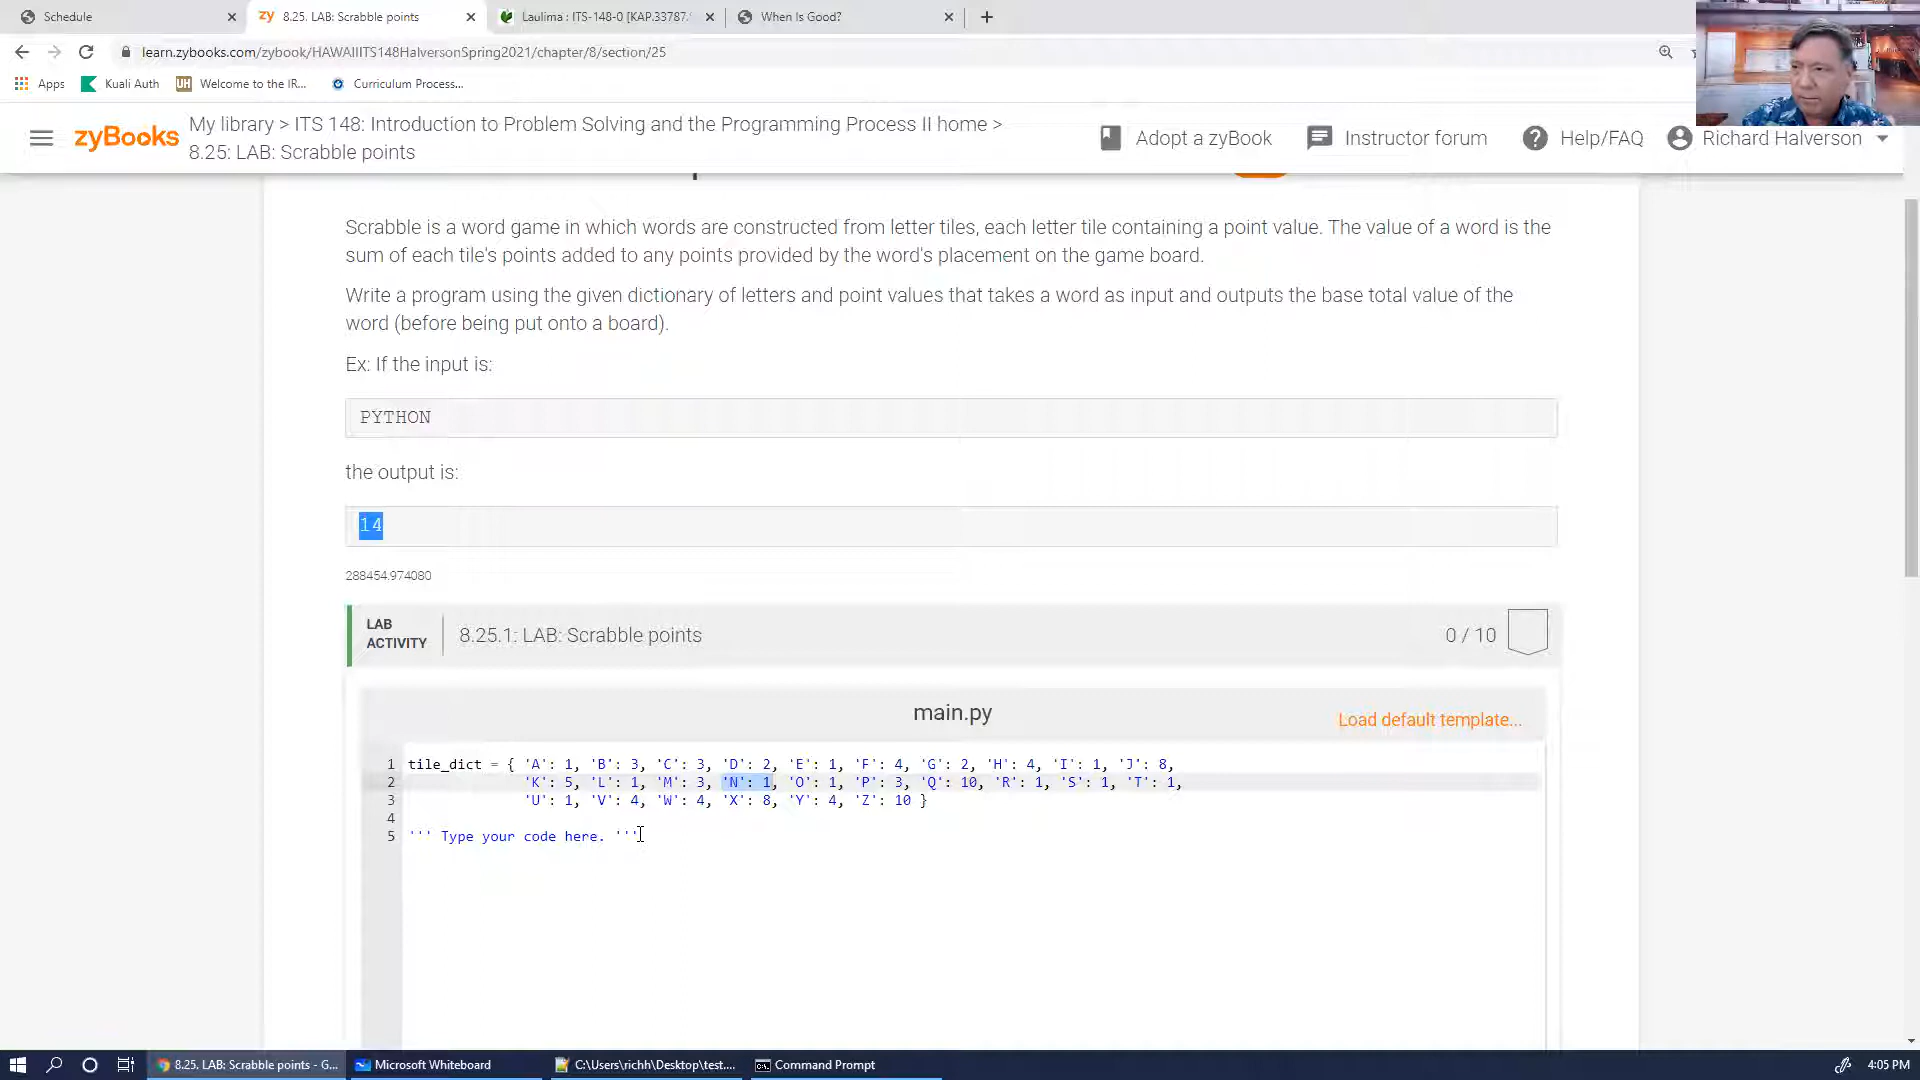 Schedule
zy 8.25. LAB: Scrabble points
Laulima : ITS-148-0 [KAP.33787.
When Is Good?
learn.zybooks.com/zybook/HAWAIIITS148HalversonSpring2021/chapter/8/section/25
Apps
Kuali Auth
UH Welcome to the IR...
Curriculum Process...
zyBooks
My library > ITS 148: Introduction to Problem Solving and the Programming Process II home >
8.25: LAB: Scrabble points
Adopt a zyBook
Instructor forum
Help/FAQ
Richard Halverson
Scrabble is a word game in which words are constructed from letter tiles, each letter tile containing a point value. The value of a word is the
sum of each tile's points added to any points provided by the word's placement on the game board.
Write a program using the given dictionary of letters and point values that takes a word as input and outputs the base total value of the
word (before being put onto a board).
Ex: If the input is:
PYTHON
the output is:
14
288454.974080
LAB
ACTIVITY
8.25.1: LAB: Scrabble points
0 / 10
main.py
Load default template...
1 tile_dict = { 'A': 1, 'B': 3, 'C': 3, 'D': 2, 'E': 1, 'F': 4, 'G': 2, 'H': 4, 'I': 1, 'J': 8,
2 'K': 5, 'L': 1, 'M': 3, 'N': 1, 'O': 1, 'P': 3, 'Q': 10, 'R': 1, 'S': 1, 'T': 1,
3 'U': 1, 'V': 4, 'W': 4, 'X': 8, 'Y': 4, 'Z': 10 }
4
5 ''' Type your code here. '''
8.25. LAB: Scrabble points - G...
Microsoft Whiteboard
C:\Users\richh\Desktop\test....
Command Prompt
4:05 PM